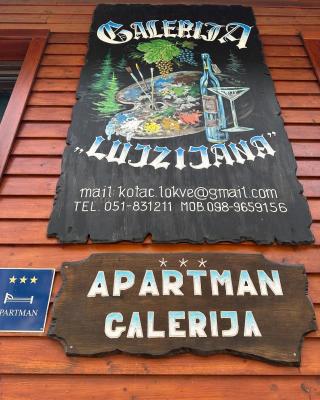 GALERIJA
„LUJZIJANA"
mail: kotac.lokve@gmail.com
TEL. 051-831211 MOB.098-9659156
APARTMAN
GALERIJA
APARTMAN